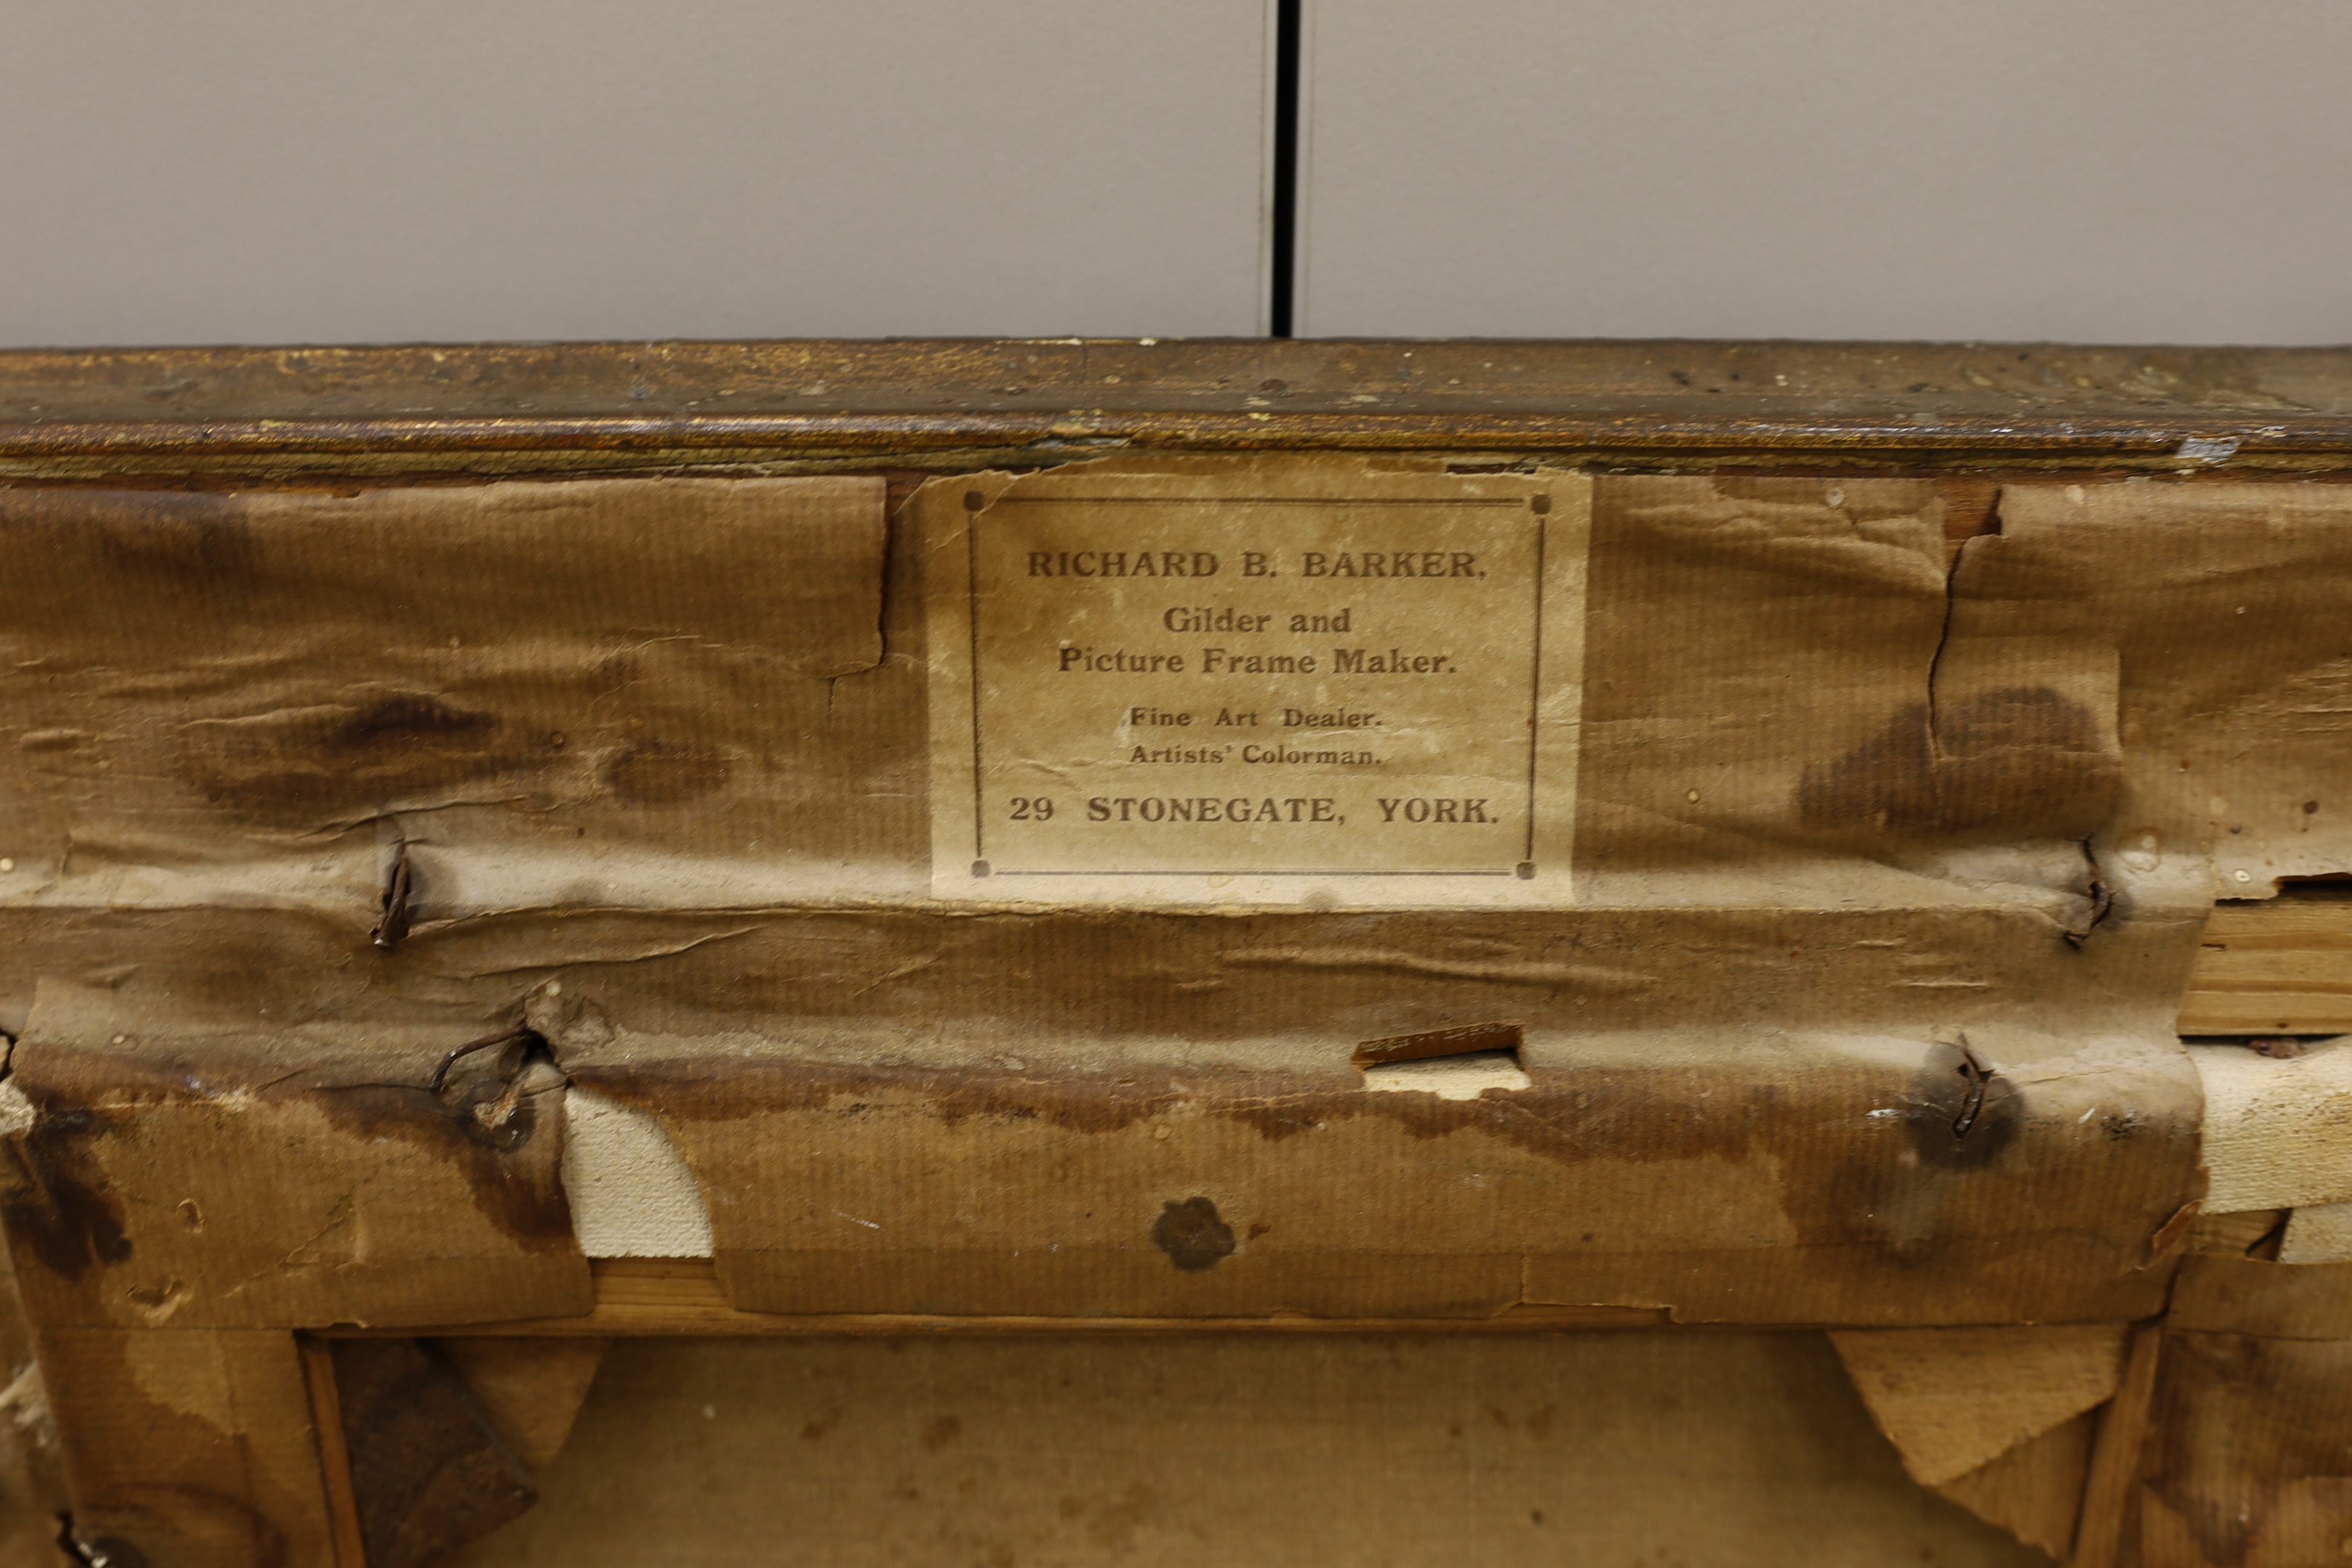 RICHARD B. BARKER,
Gilder and
Picture Frame Maker.
Fine Art Dealer.
Artists' Colorman.
29 STONEGATE, YORK.